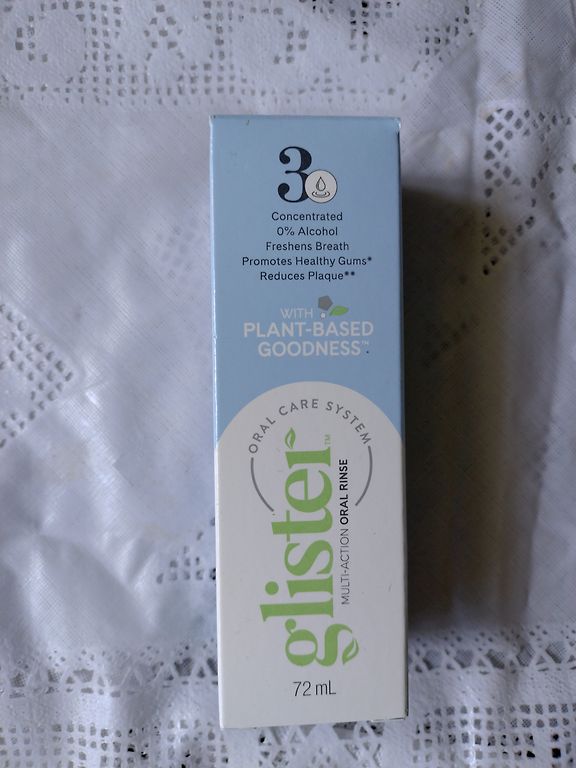 3
Concentrated
0% Alcohol
Freshens Breath
Promotes Healthy Gums*
Reduces Plaque**
WITH
PLANT-BASED
GOODNESS™
ORAL CARE SYSTEM
glister™
MULTI-ACTION ORAL RINSE
72 mL